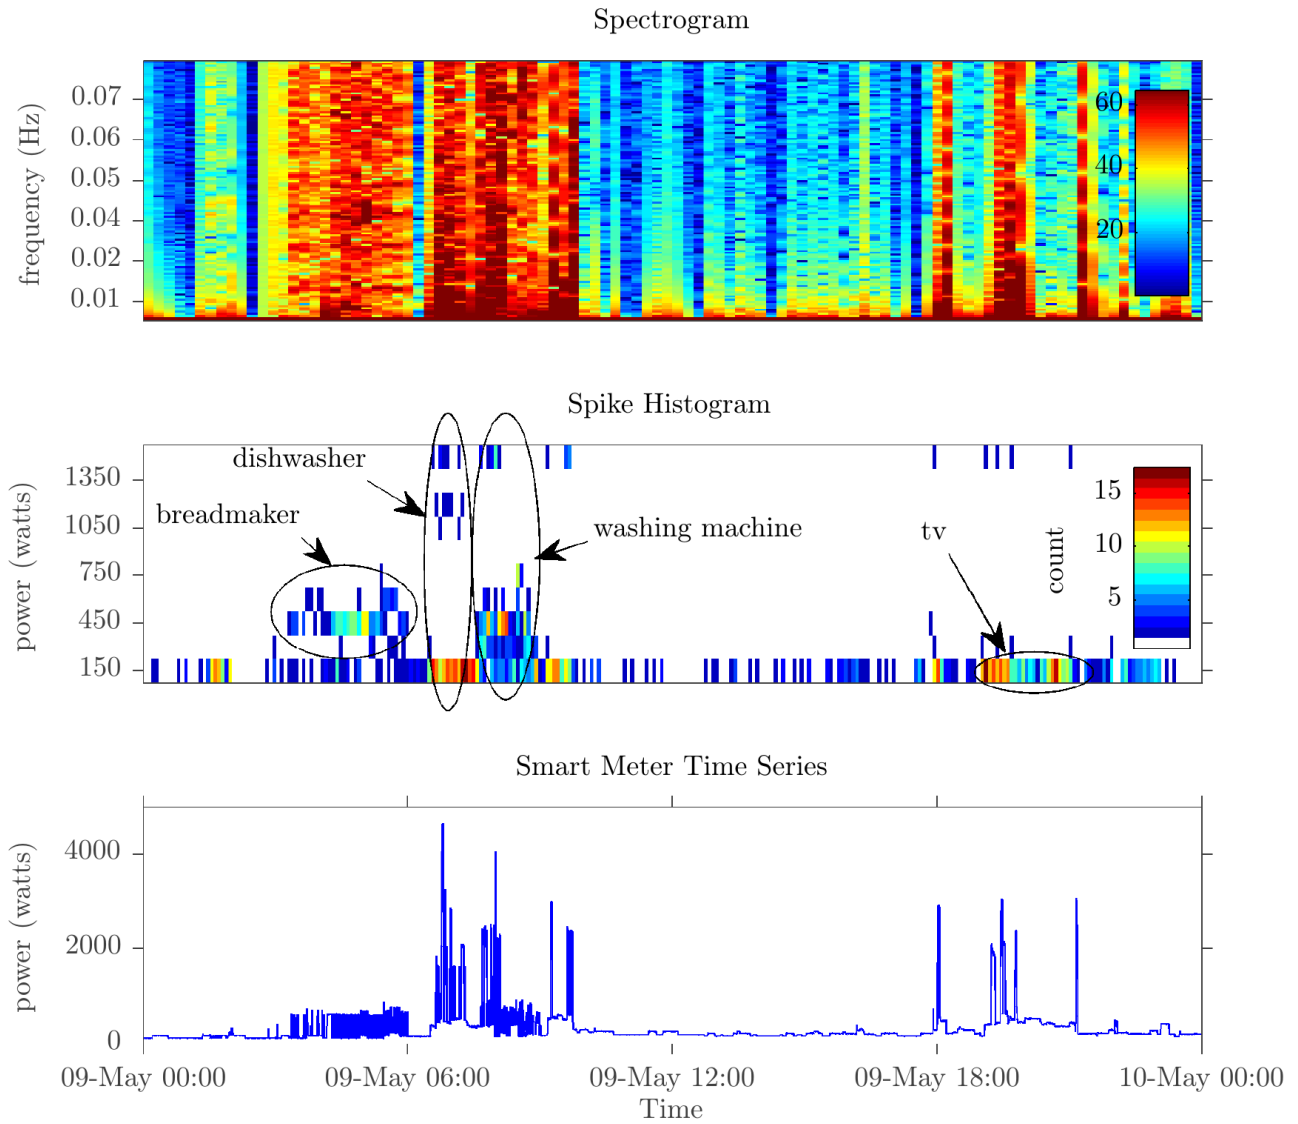 Spectrogram
frequency (Hz)
0.07
0.06
0.05
0.04
0.02
0.01
60
40
20
Spike Histogram
power (watts)
1350
1050
750
450
150
dishwasher
breadmaker
washing machine
tv
count
15
10
5
Smart Meter Time Series
power (watts)
4000
2000
0
09-May 00:00 09-May 06:00 09-May 12:00 09-May 18:00 10-May 00:00
Time